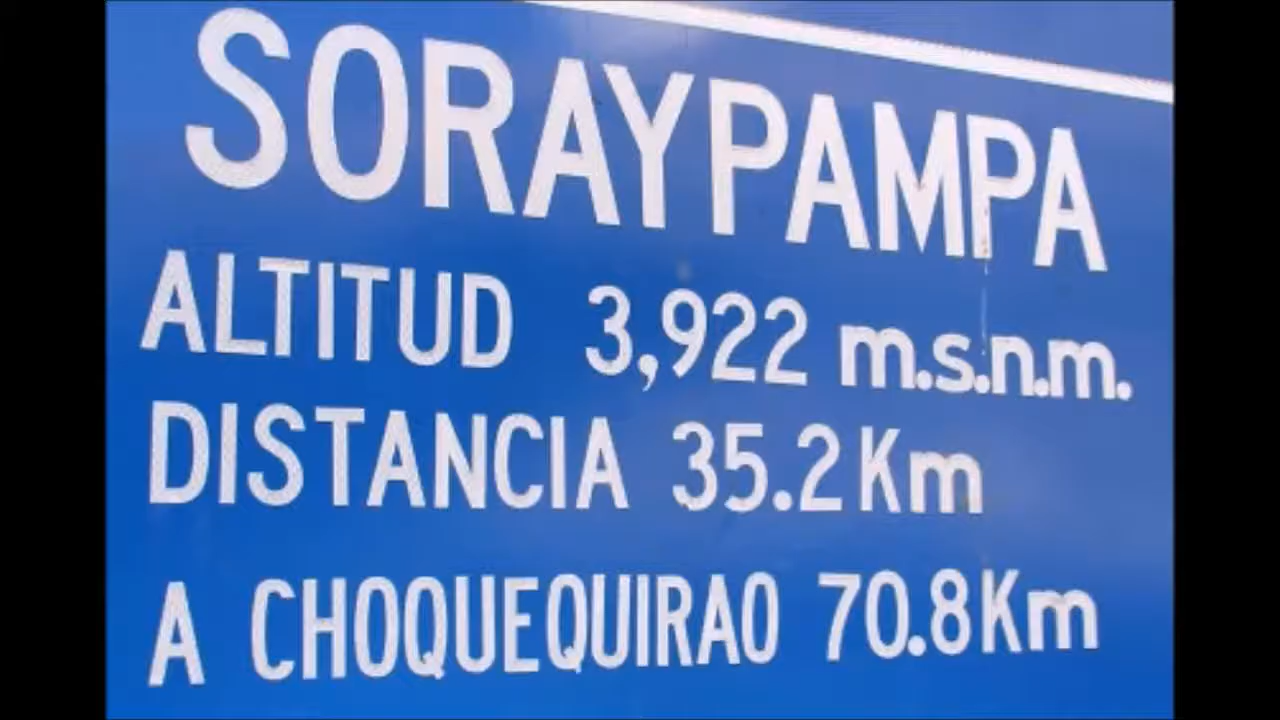 SORAYPAMPA
ALTITUD 3,922 m.s.n.m.
DISTANCIA 35.2 Km
A CHOQUEQUIRAO 70.8 Km